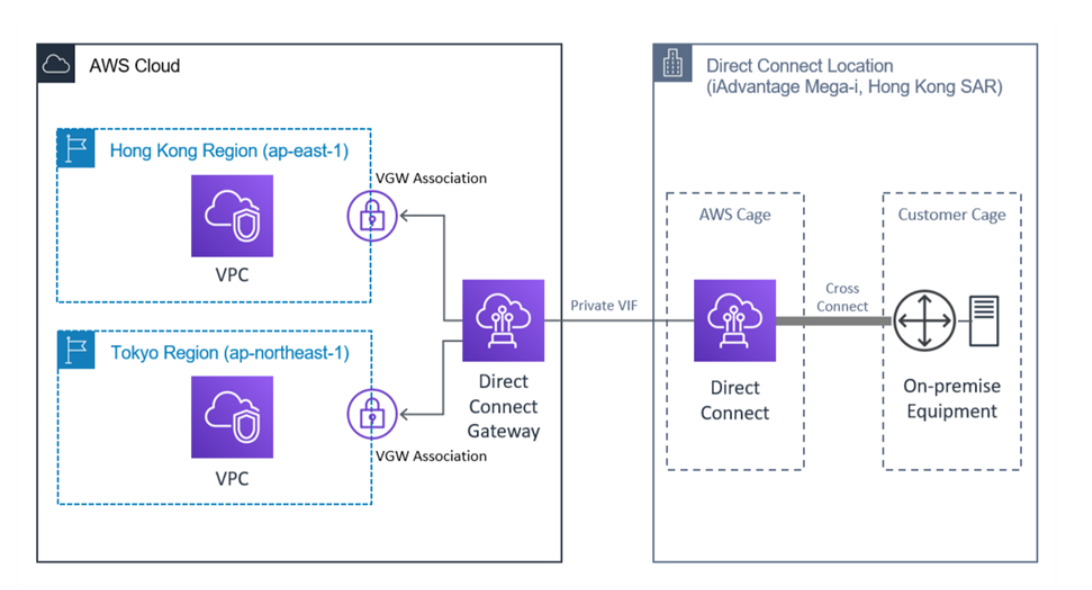 AWS Cloud
Hong Kong Region (ap-east-1)
VGW Association
VPC
Tokyo Region (ap-northeast-1)
VPC
VGW Association
Direct
Connect
Gateway
Private VIF
Direct Connect Location
(iAdvantage Mega-i, Hong Kong SAR)
AWS Cage
Direct
Connect
Cross
Connect
Customer Cage
On-premise
Equipment